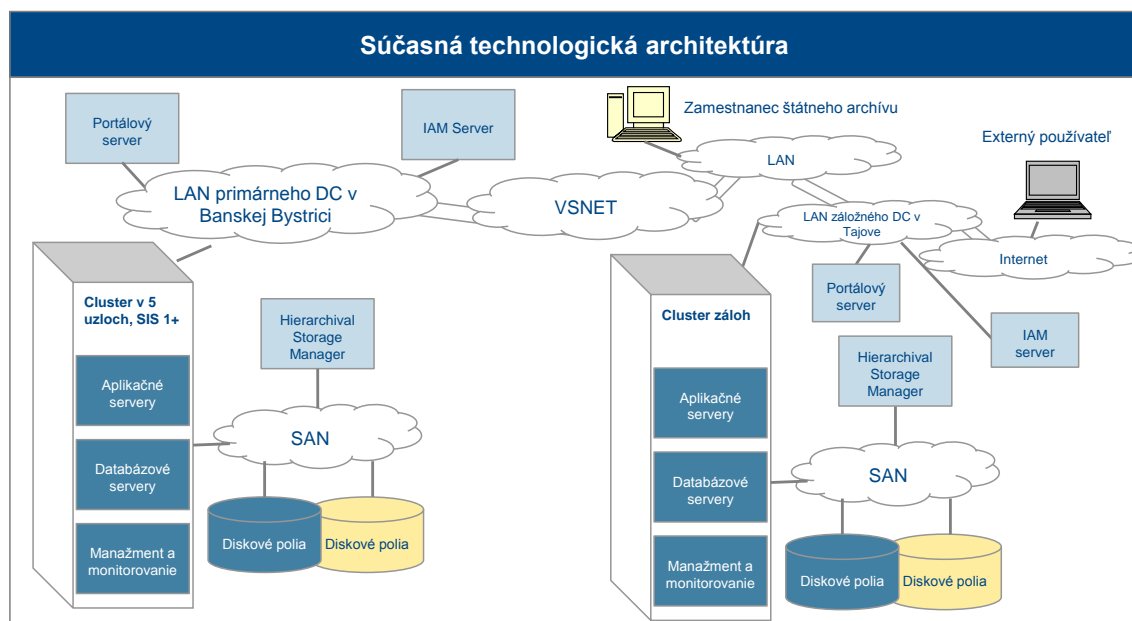 Súčasná technologická architektúra
Portálový
server
IAM Server
Zamestnanec štátneho archívu
Externý používateľ
LAN
LAN primárneho DC v
Banskej Bystrici
VSNET
LAN záložného DC v
Tajove
Internet
Cluster v 5
uzloch, SIS 1+
Hierarchival
Storage
Manager
Aplikačné
servery
SAN
Databázové
servery
Manažment a
monitorovanie
Diskové polia
Diskové polia
Portálový
server
IAM
server
Cluster záloh
Hierarchival
Storage
Manager
Aplikačné
servery
SAN
Databázové
servery
Manažment a
monitorovanie
Diskové polia
Diskové polia